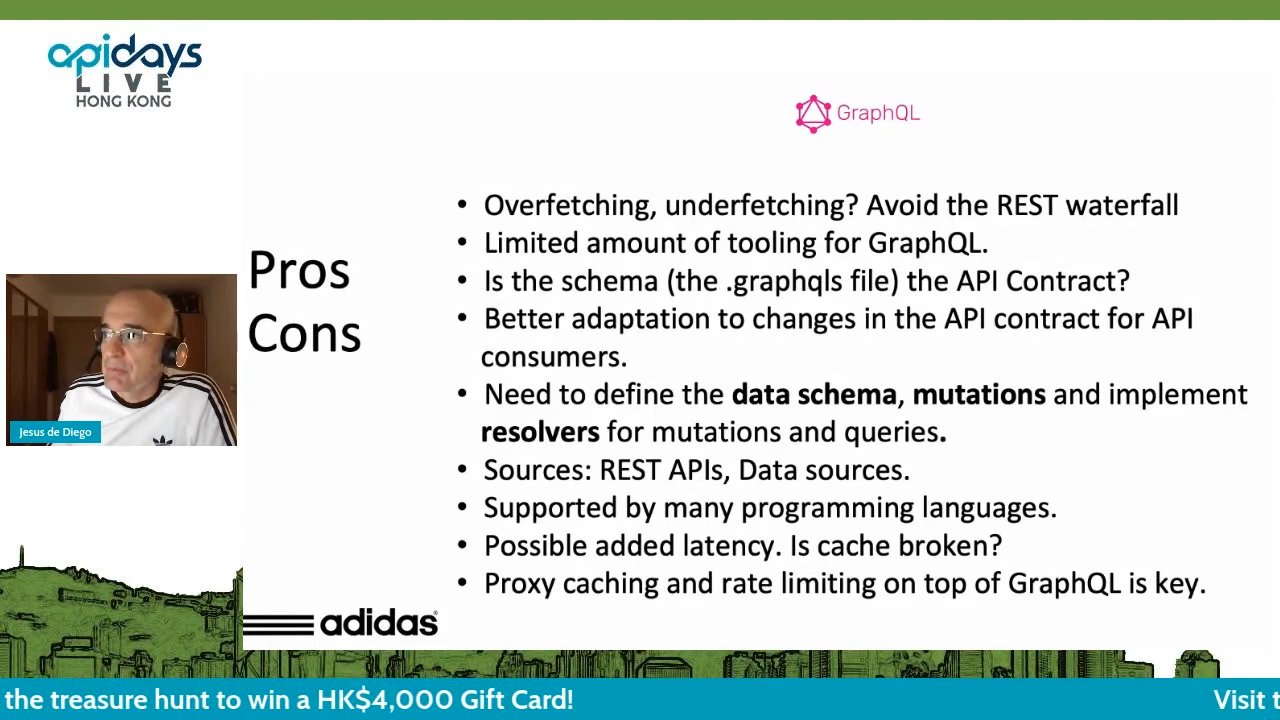 apidays
LIVE
HONG KONG
GraphQL
Pros
Cons
• Overfetching, underfetching? Avoid the REST waterfall
• Limited amount of tooling for GraphQL.
• Is the schema (the .graphqls file) the API Contract?
• Better adaptation to changes in the API contract for API
consumers.
• Need to define the data schema, mutations and implement
resolvers for mutations and queries.
• Sources: REST APIs, Data sources.
• Supported by many programming languages.
• Possible added latency. Is cache broken?
• Proxy caching and rate limiting on top of GraphQL is key.
Jesus de Diego
adidas
the treasure hunt to win a HK$4,000 Gift Card!
Visit t